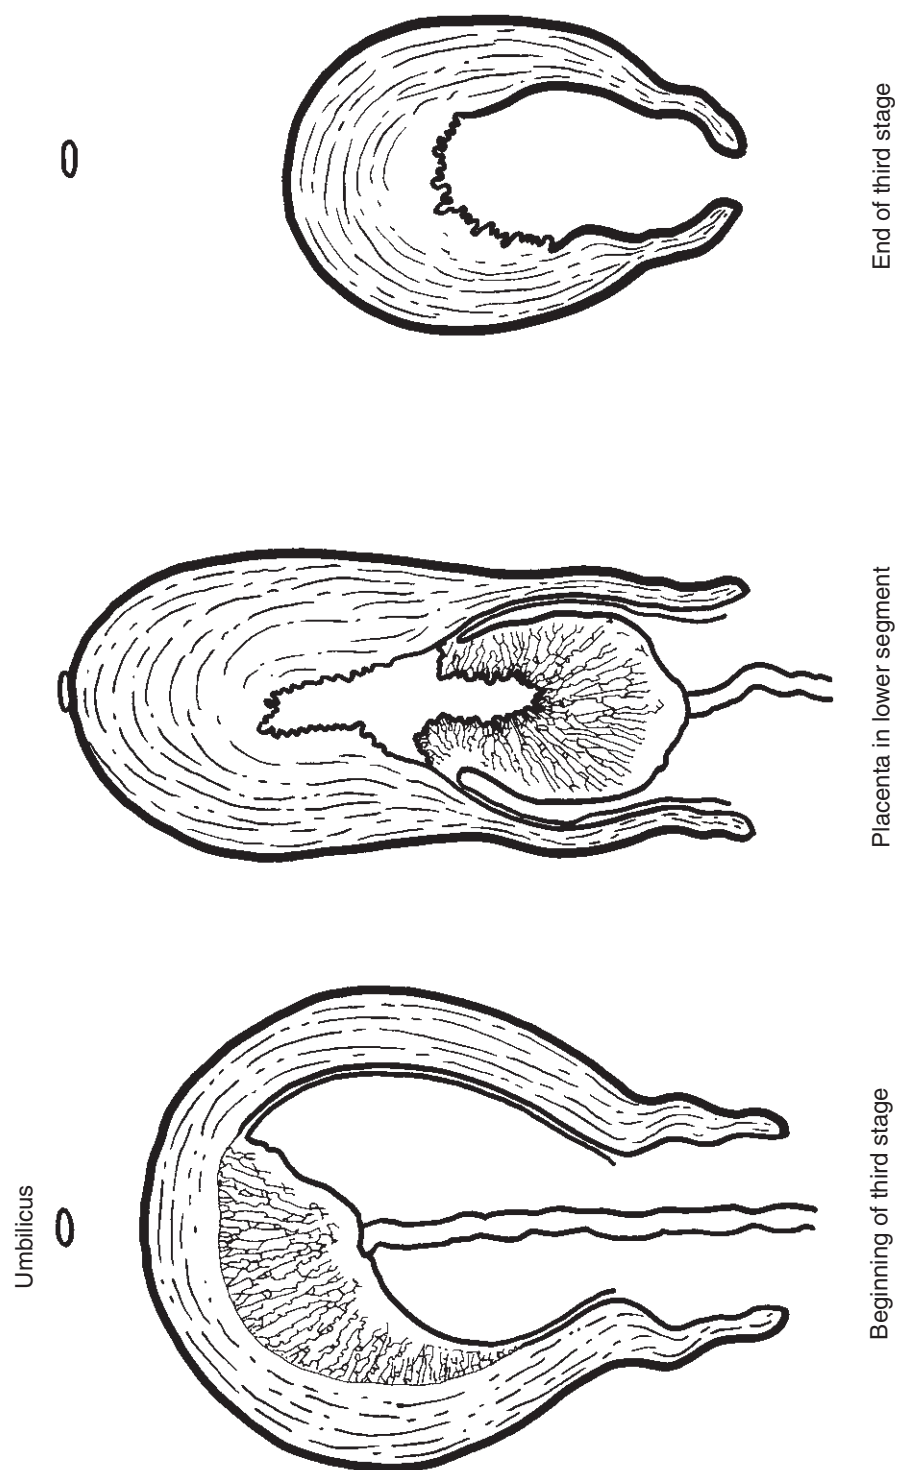 Umbilicus
Beginning of third stage
Placenta in lower segment
End of third stage